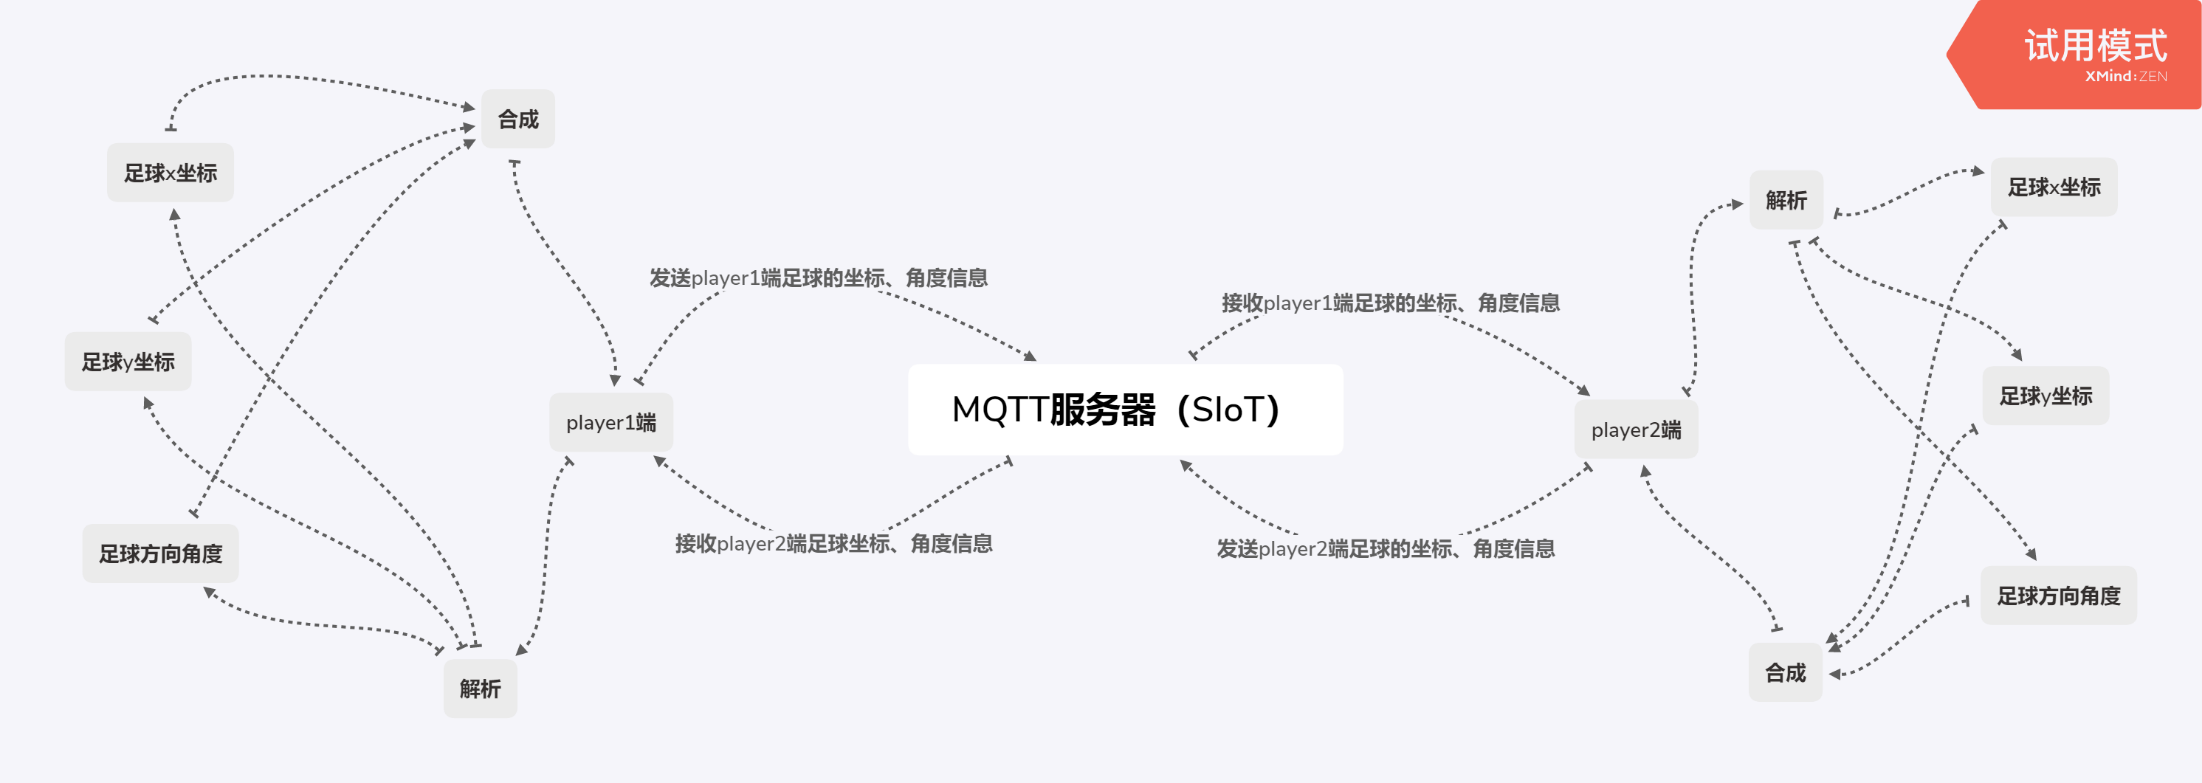 试用模式
XMind:ZEN
合成
足球x坐标
足球y坐标
足球方向角度
解析
player1端
发送player1端足球的坐标、角度信息
接收player2端足球坐标、角度信息
MQTT服务器（SIoT）
接收player1端足球的坐标、角度信息
发送player2端足球的坐标、角度信息
player2端
解析
足球x坐标
足球y坐标
足球方向角度
合成